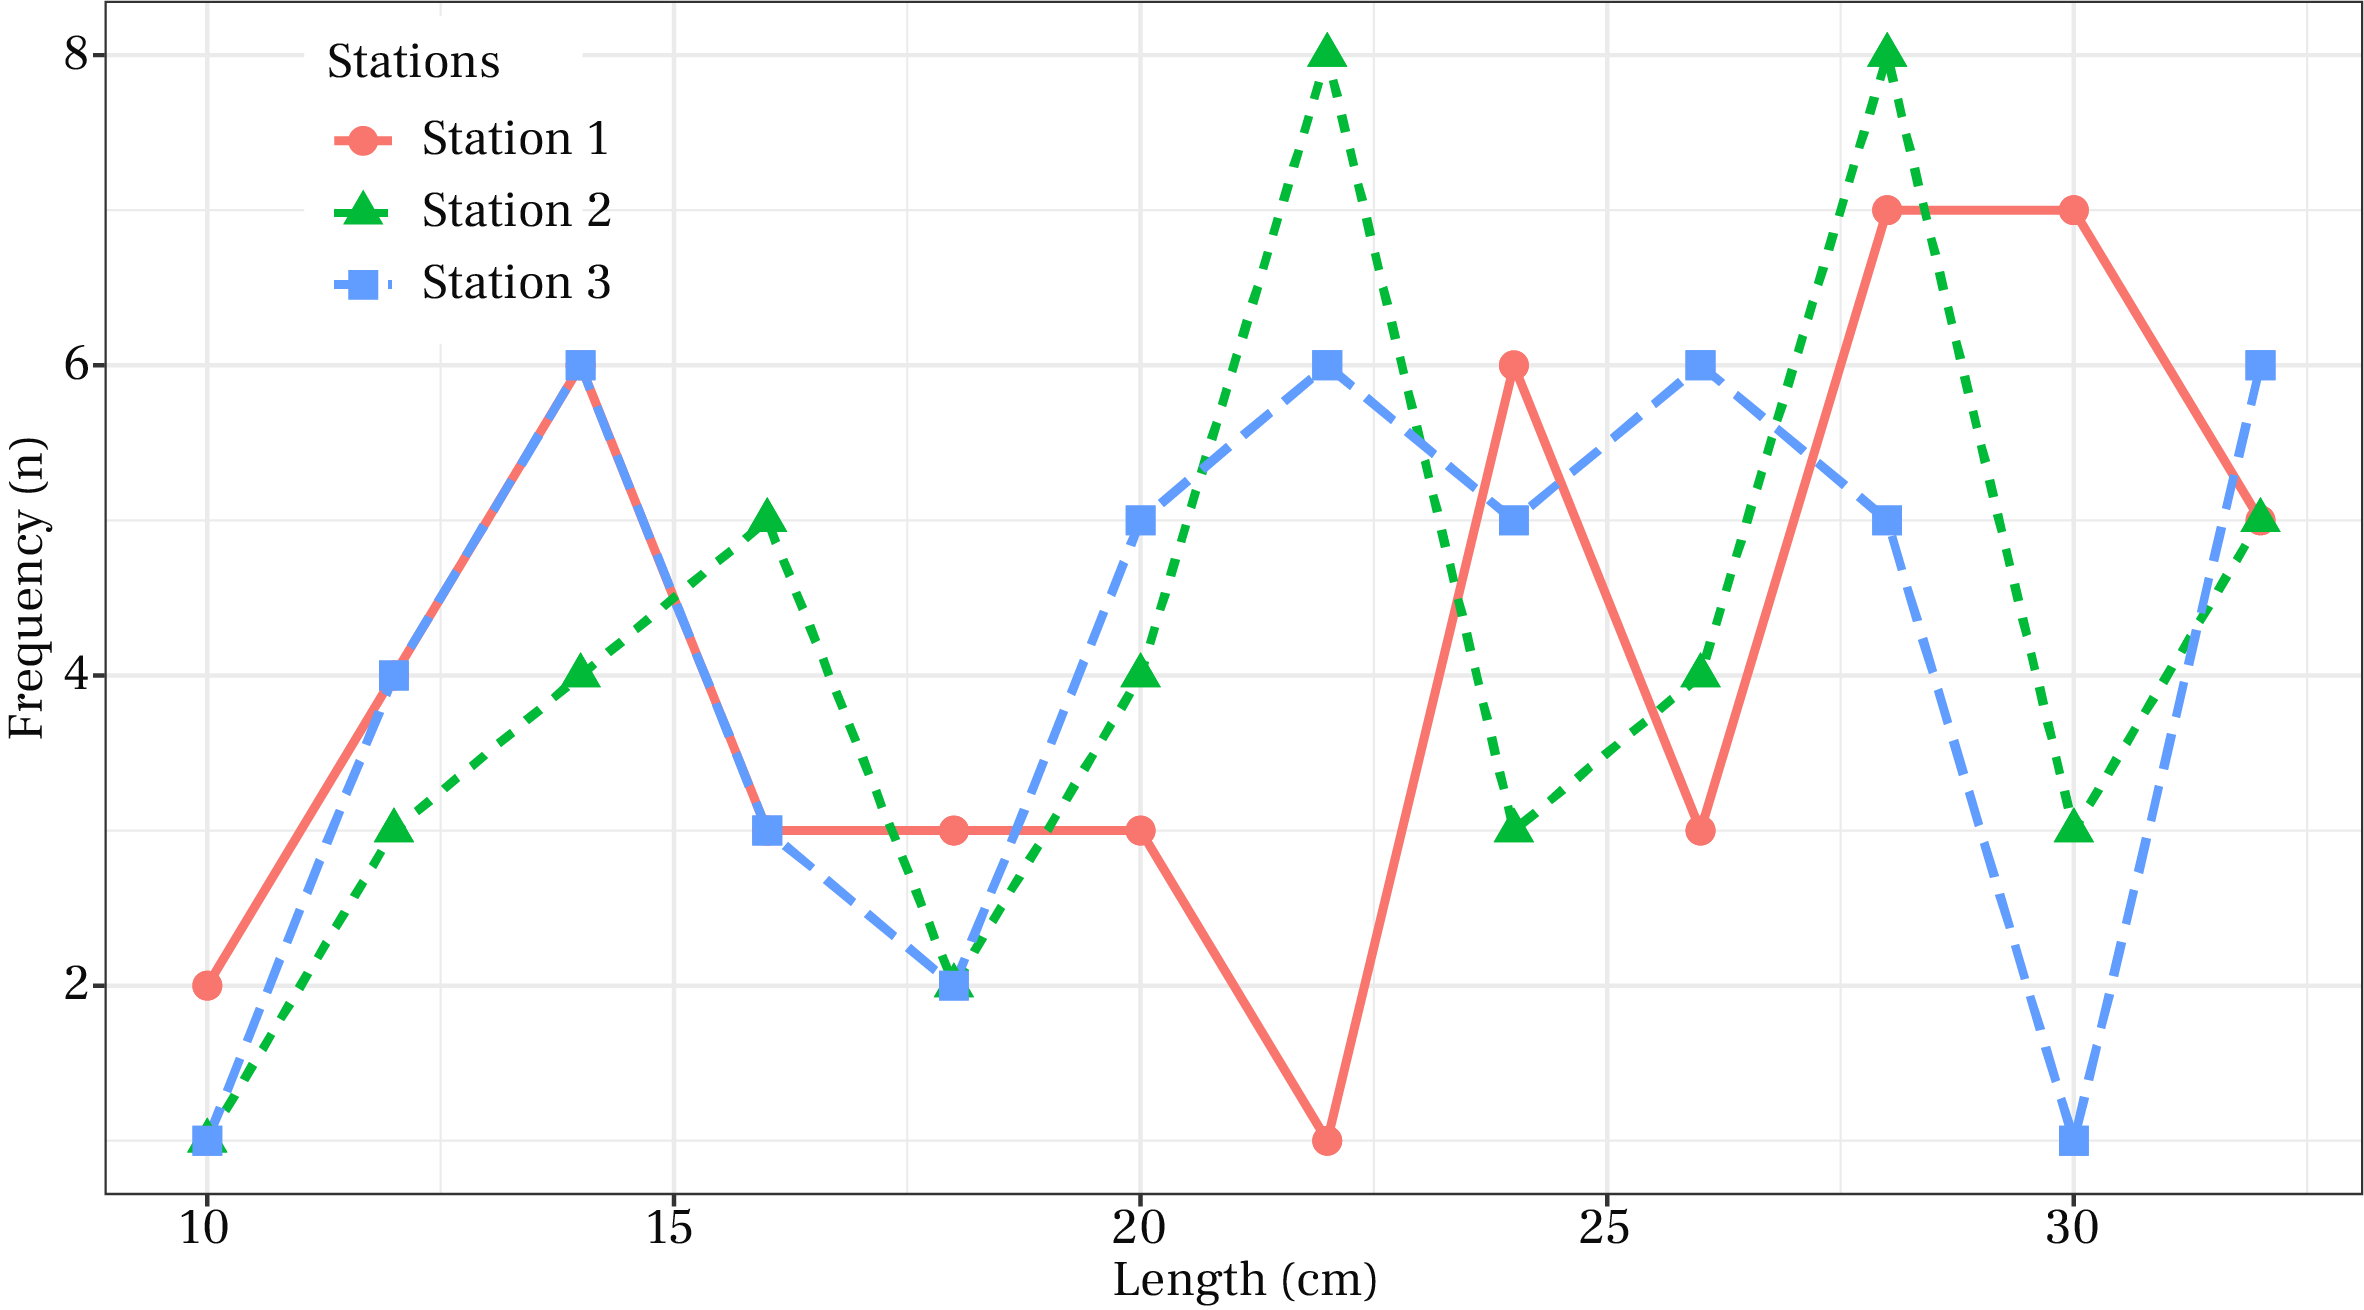 Stations
Station 1
Station 2
Station 3
8
6
4
2
Frequency (n)
10 15 20 25 30
Length (cm)